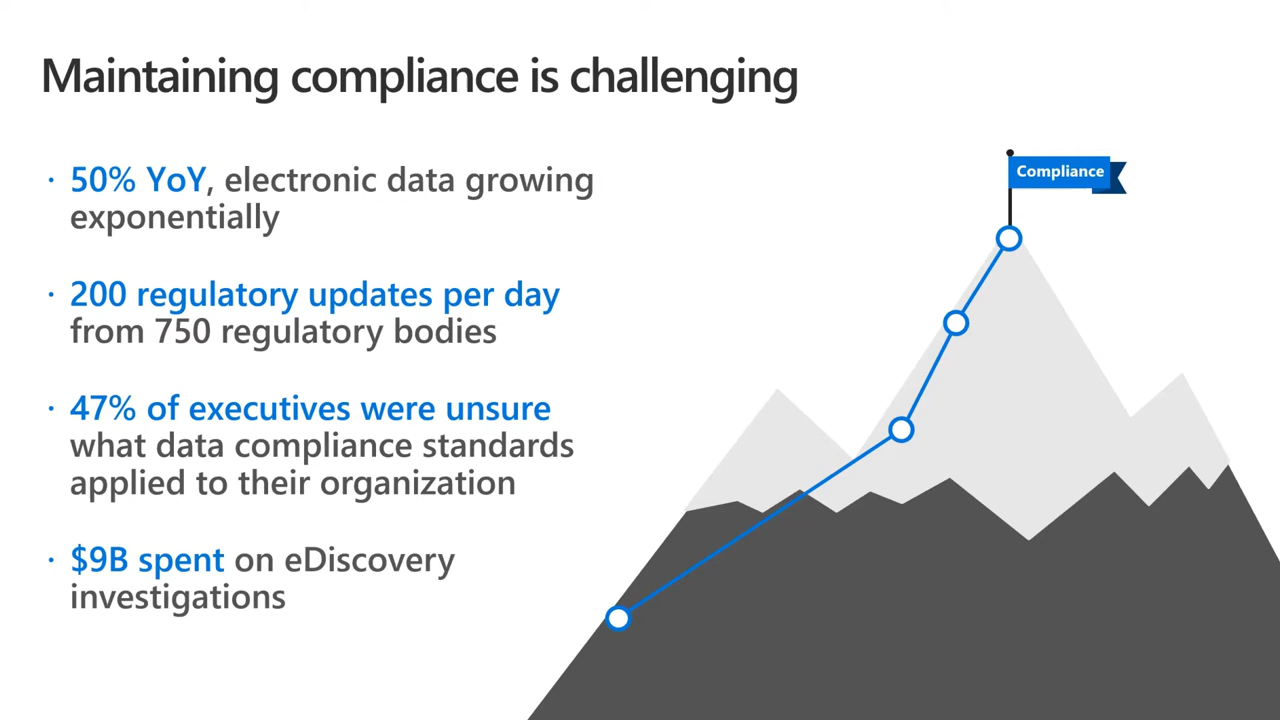 Maintaining compliance is challenging
· 50% YoY, electronic data growing
exponentially
· 200 regulatory updates per day
from 750 regulatory bodies
· 47% of executives were unsure
what data compliance standards
applied to their organization
· $9B spent on eDiscovery
investigations
Compliance